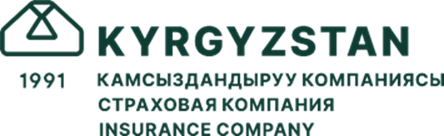 KYRGYZSTAN
1991
КАМСЫЗДАНДЫРУУ КОМПАНИЯСЫ
СТРАХОВАЯ КОМПАНИЯ
INSURANCE COMPANY